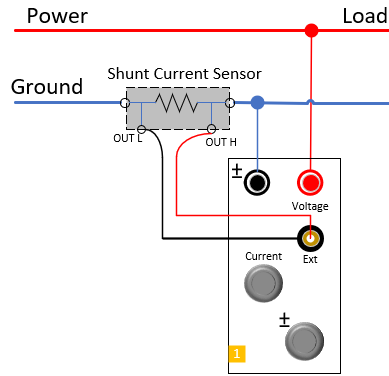 Power
Load
Shunt Current Sensor
Ground
OUT L
OUT H
±
Voltage
Current
Ext
±
1